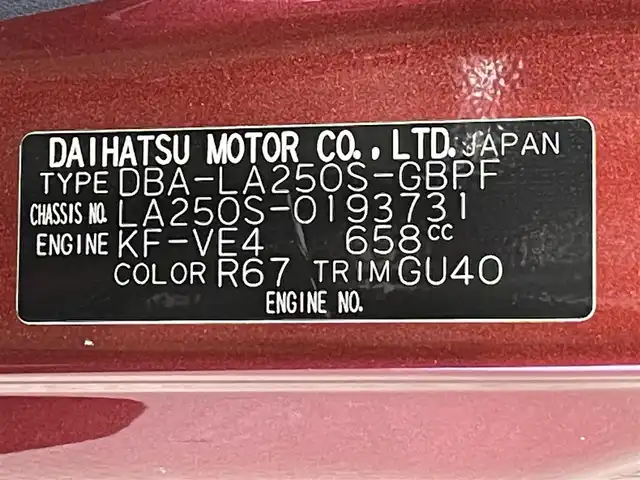 DAIHATSU MOTOR CO., LTD. JAPAN
TYPE DBA-LA250S-GBPF
CHASSIS NO. LA250S-0193731
ENGINE KF-VE4 658cc
COLOR R67 TRIM GU40
ENGINE NO.